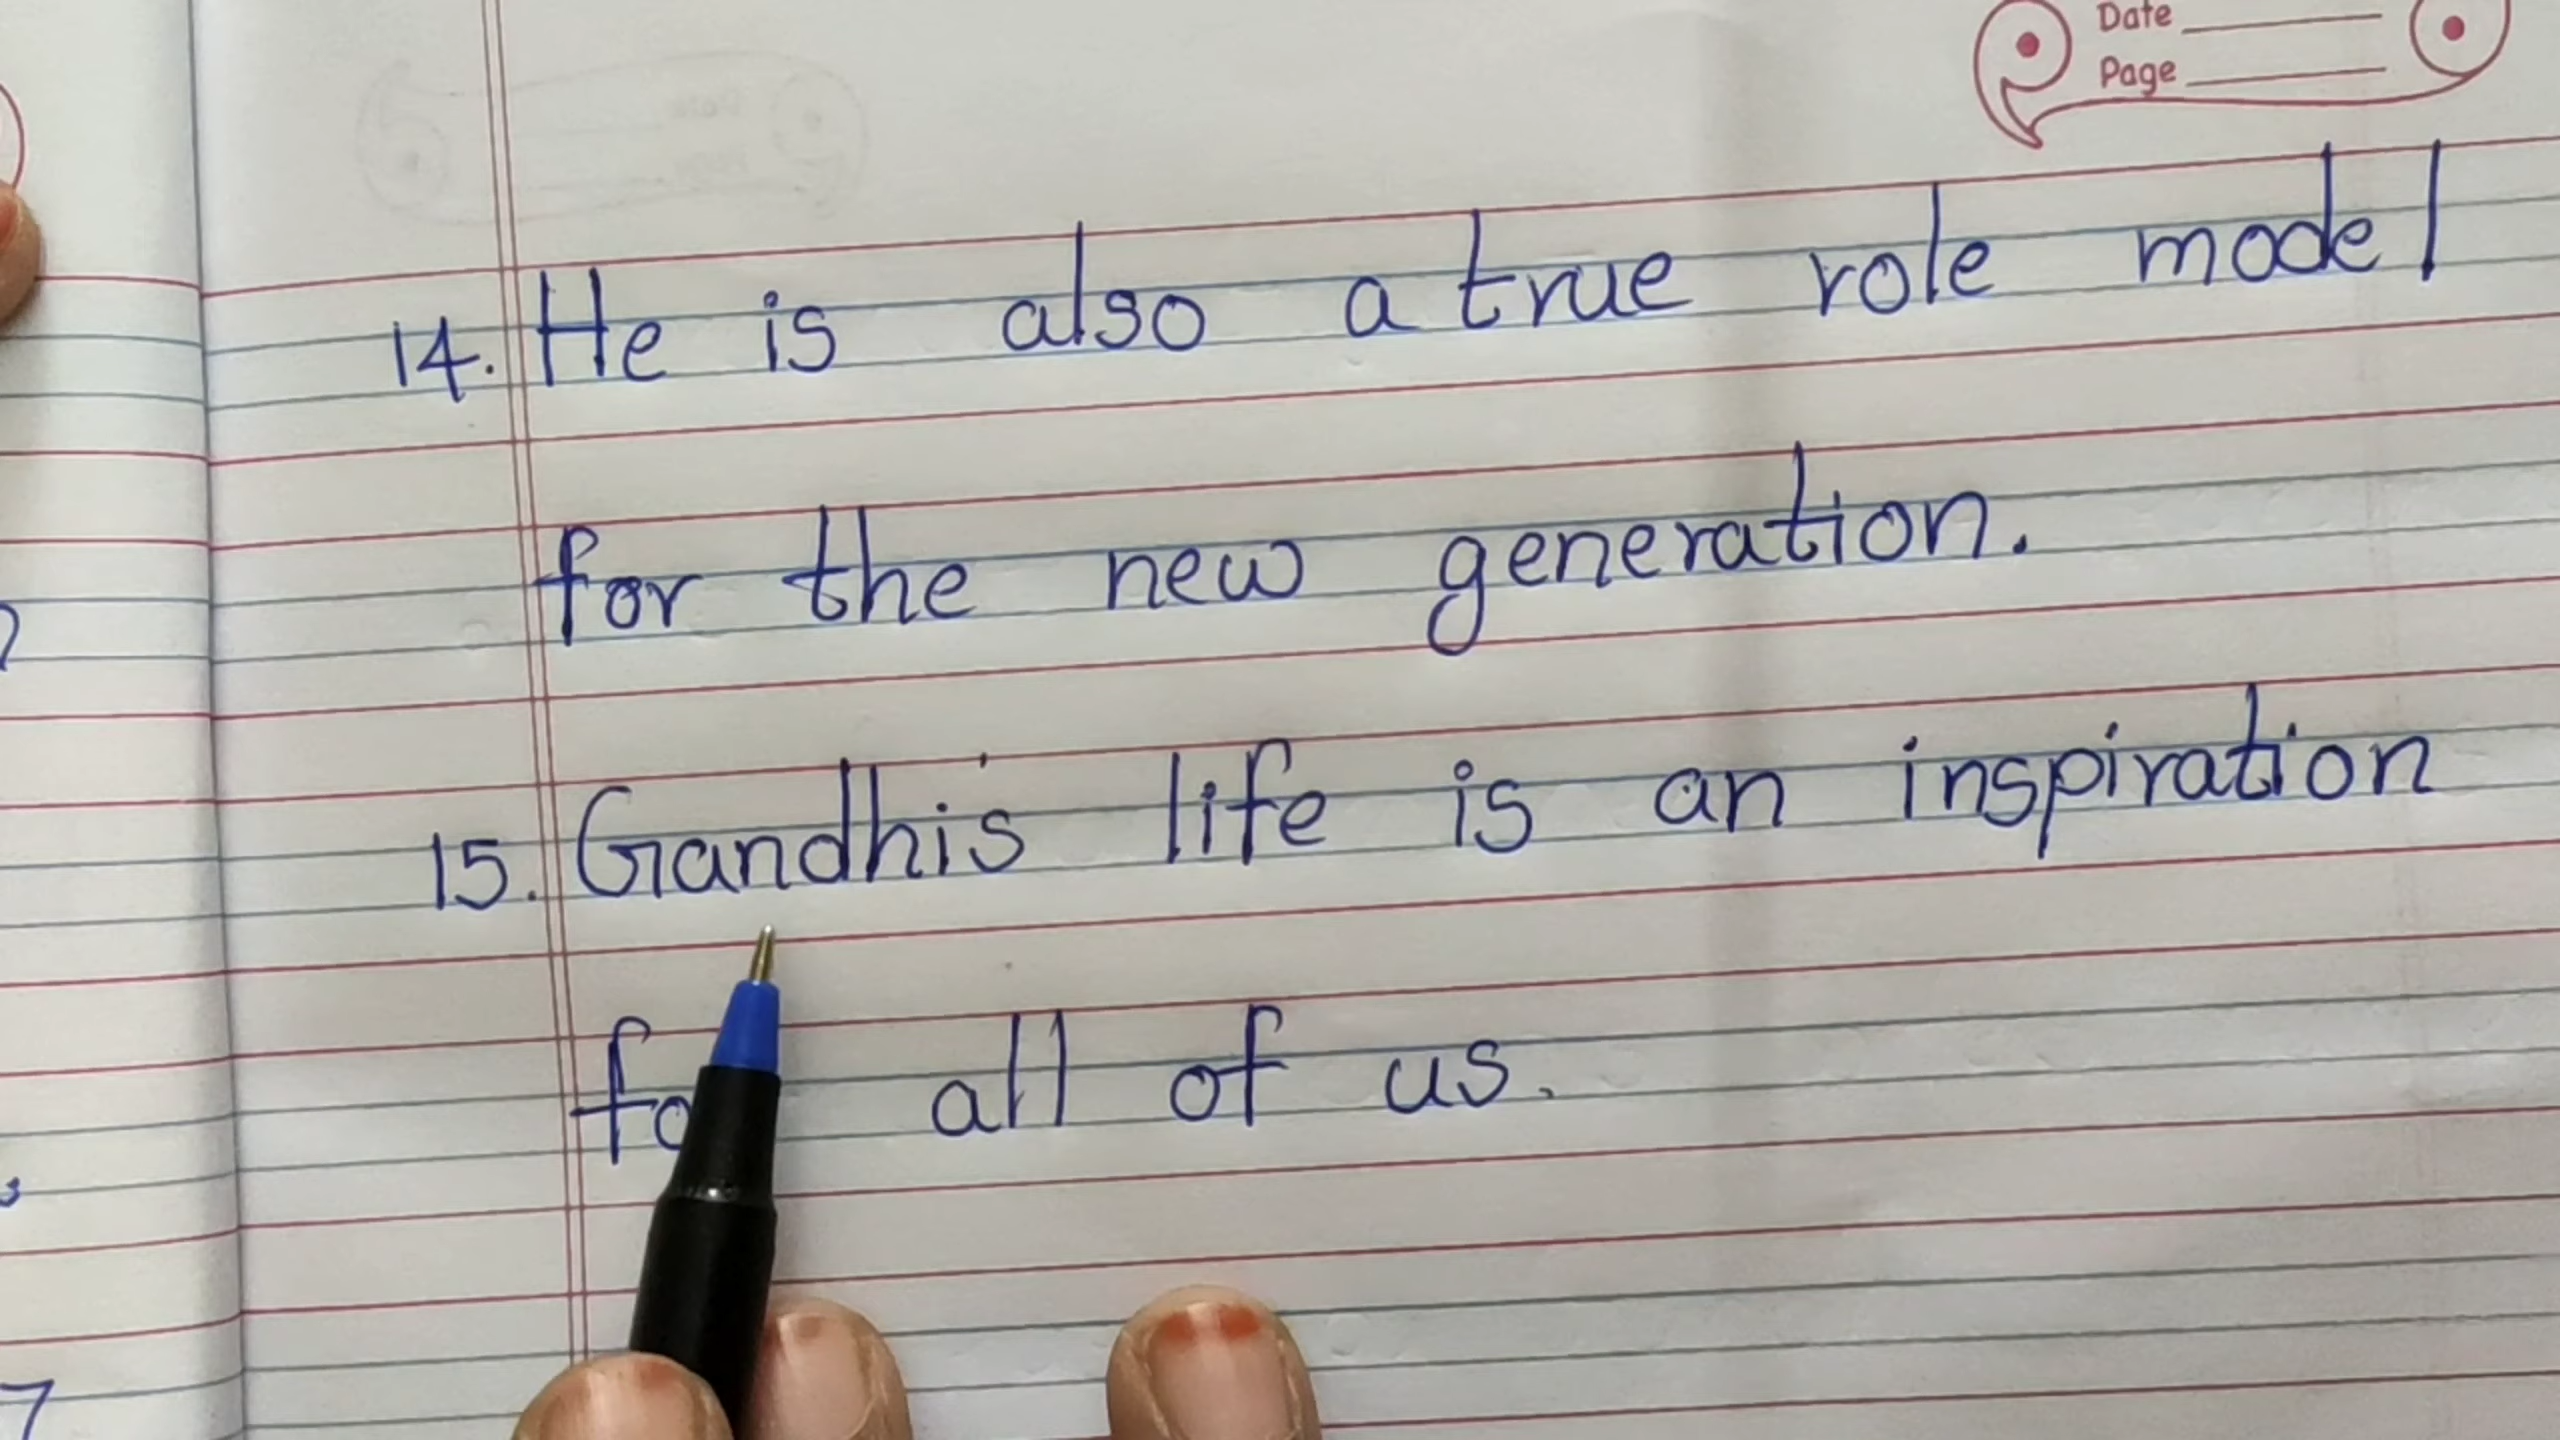 Date
Page
14. He is also a true role model
for the new generation.
15. Gandhi's life is an inspiration
all of us.